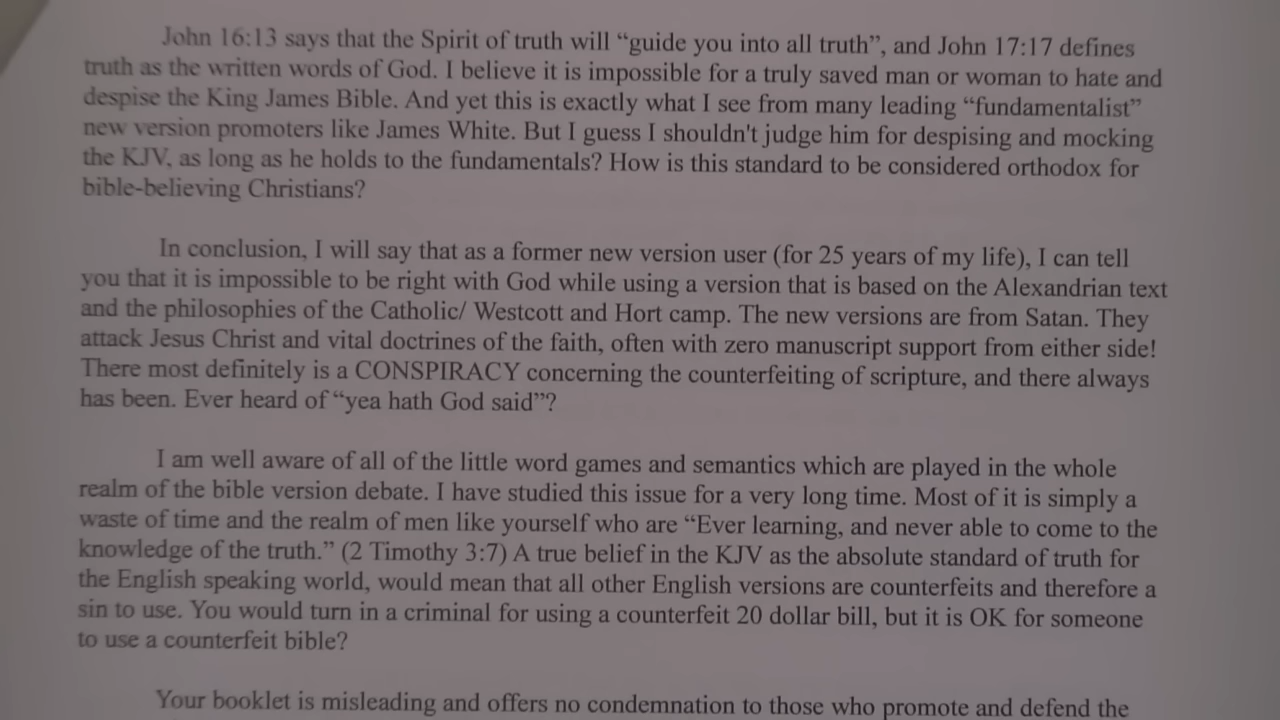 John 16:13 says that the Spirit of truth will “guide you into all truth”, and John 17:17 defines
truth as the written words of God. I believe it is impossible for a truly saved man or woman to hate and
despise the King James Bible. And yet this is exactly what I see from many leading “fundamentalist”
new version promoters like James White. But I guess I shouldn't judge him for despising and mocking
the KJV, as long as he holds to the fundamentals? How is this standard to be considered orthodox for
bible-believing Christians?
In conclusion, I will say that as a former new version user (for 25 years of my life), I can tell
you that it is impossible to be right with God while using a version that is based on the Alexandrian text
and the philosophies of the Catholic/ Westcott and Hort camp. The new versions are from Satan. They
attack Jesus Christ and vital doctrines of the faith, often with zero manuscript support from either side!
There most definitely is a CONSPIRACY concerning the counterfeiting of scripture, and there always
has been. Ever heard of “yea hath God said”?
I am well aware of all of the little word games and semantics which are played in the whole
realm of the bible version debate. I have studied this issue for a very long time. Most of it is simply a
waste of time and the realm of men like yourself who are “Ever learning, and never able to come to the
knowledge of the truth.” (2 Timothy 3:7) A true belief in the KJV as the absolute standard of truth for
the English speaking world, would mean that all other English versions are counterfeits and therefore a
sin to use. You would turn in a criminal for using a counterfeit 20 dollar bill, but it is OK for someone
to use a counterfeit bible?
Your booklet is misleading and offers no condemnation to those who promote and defend the